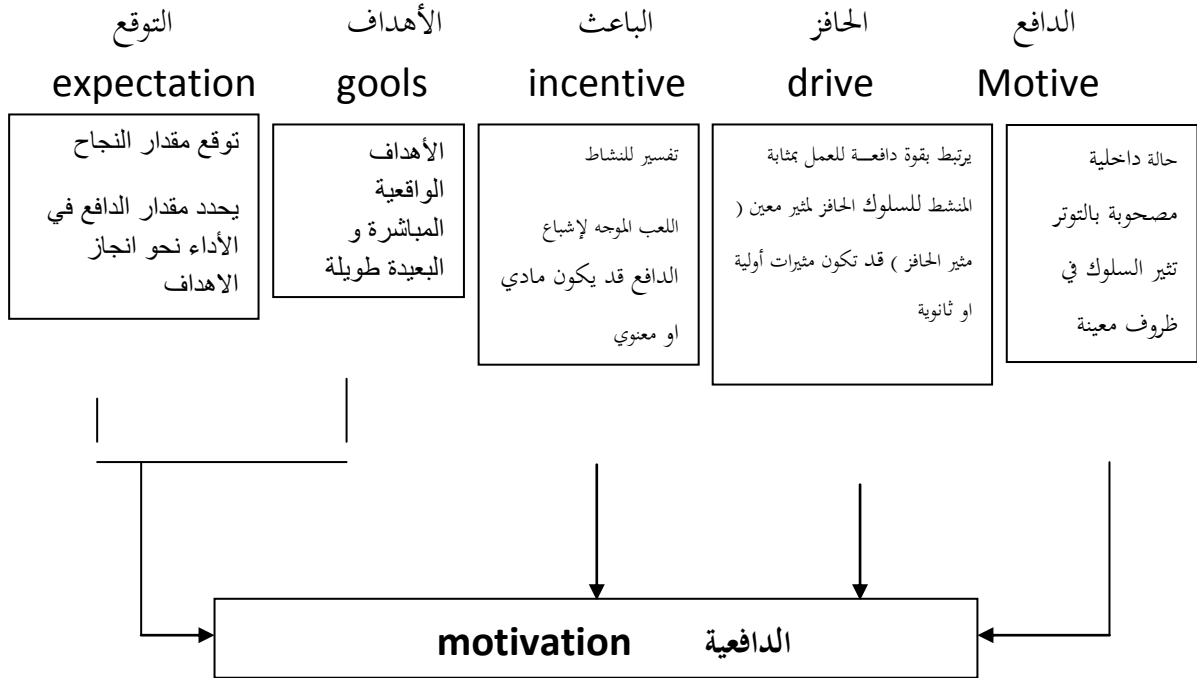 الدافع
الحافز
الباعث
الأهداف
التوقع
Motive
drive
incentive
gools
expectation
حالة داخلية
مصحوبة بالتوتر
تثير السلوك في
ظروف معينة
يرتبط بقوة دافعـــة للعمل بمثابة
المنشط للسلوك الحافز لمثير معين (
مثير الحافز ) قد تكون مثيرات أولية
او ثانوية
تفسير للنشاط
اللعب الموجه لإشباع
الدافع قد يكون مادي
او معنوي
الأهداف
الواقعية
المباشرة و
البعيدة طويلة
توقع مقدار النجاح
يحدد مقدار الدافع في
الأداء نحو انجاز
الاهداف
الدافعية motivation